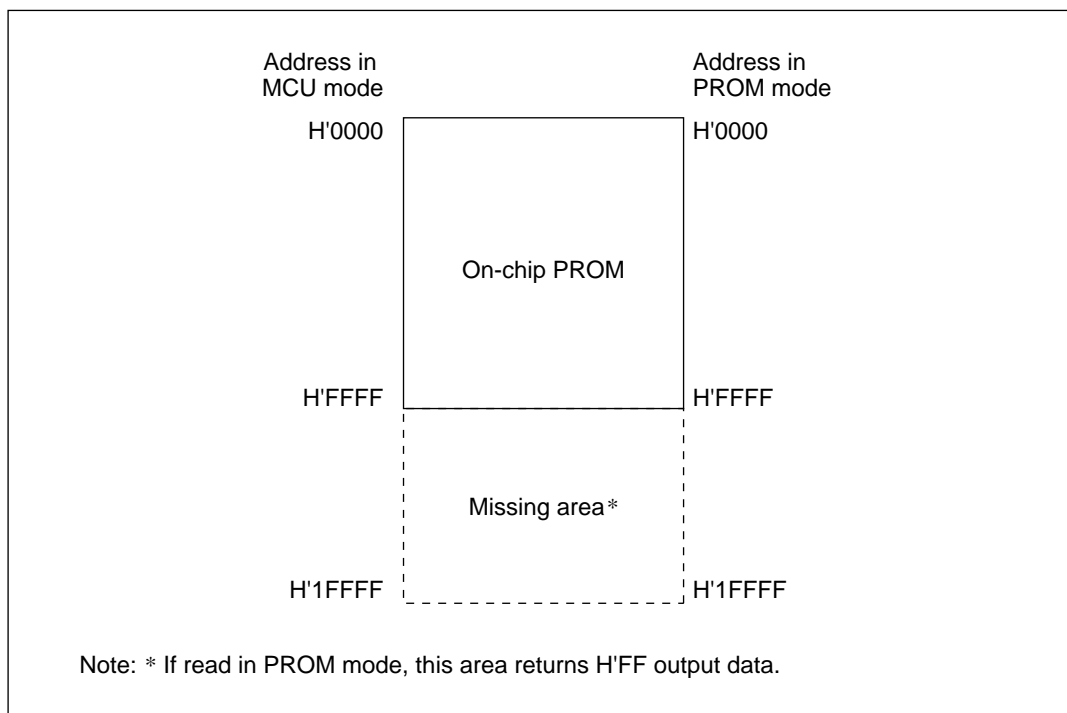 Address in
MCU mode
Address in
PROM mode
H'0000
H'0000
On-chip PROM
H'FFFF
H'FFFF
Missing area*
H'1FFFF
H'1FFFF
Note: * If read in PROM mode, this area returns H'FF output data.